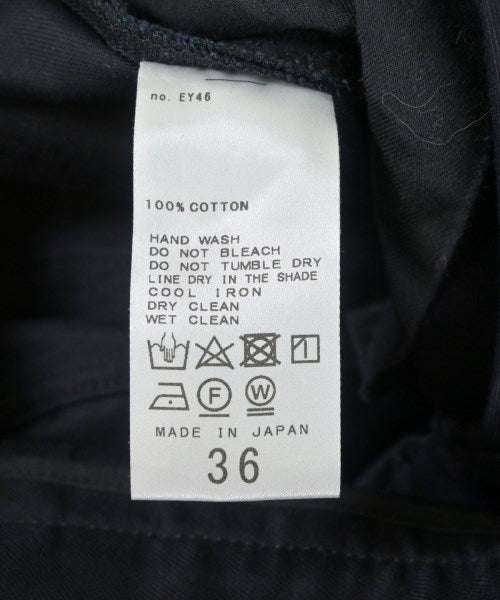 no. EY46
100% COTTON
HAND WASH
DO NOT BLEACH
DO NOT TUMBLE DRY
LINE DRY IN THE SHADE
COOL IRON
DRY CLEAN
WET CLEAN
F W
MADE IN JAPAN
36